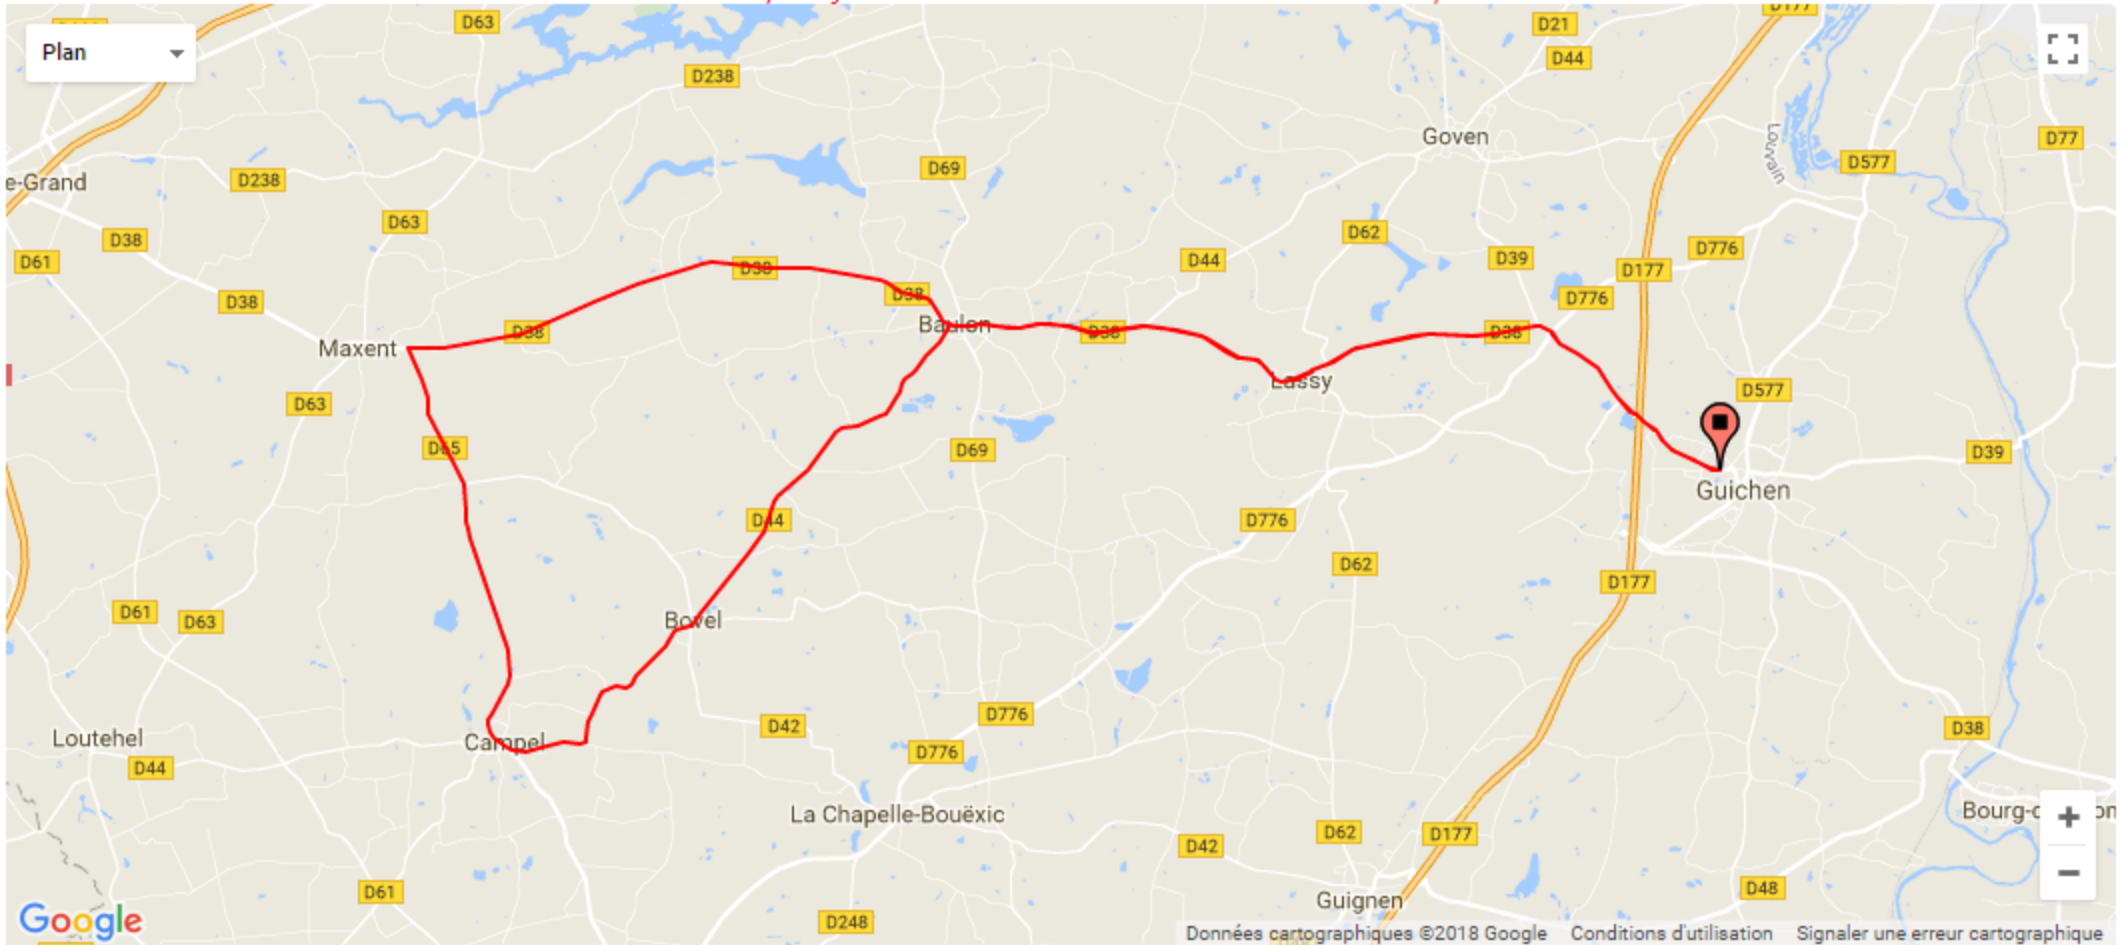 D177
D21
D63
Plan
D44
D238
Goven
D77
Louvain
D577
D69
e-Grand
D238
D63
D62
D38
D776
D61
D44
D39
D177
D38
D776
D38
D38
D38
Baulon
D38
D38
Maxent
Lassy
D577
D63
D65
D69
D39
Guichen
D44
D776
D62
D177
D61
D63
Bovel
D776
D42
D38
Loutehel
Campel
D776
D44
La Chapelle-Bouëxic
Bourg-d
on
+
D62
D177
D42
−
D61
D48
Guignen
Google
D248
Données cartographiques ©2018 Google Conditions d'utilisation Signaler une erreur cartographique